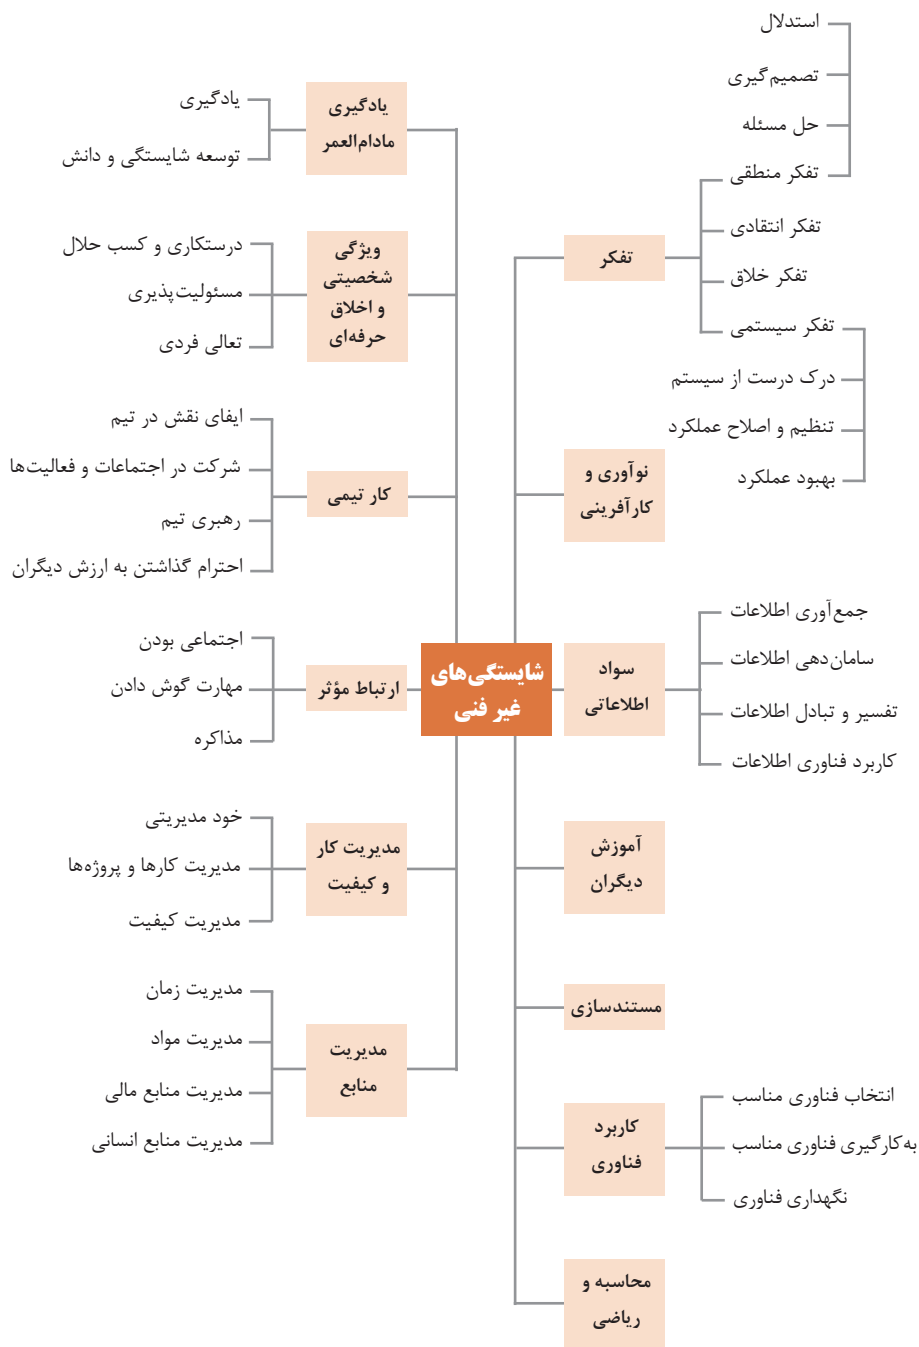 شایستگی‌های
غیر فنی
تفکر
استدلال
تصمیم‌گیری
حل مسئله
تفکر منطقی
تفکر انتقادی
تفکر خلاق
تفکر سیستمی
درک درست از سیستم
تنظیم و اصلاح عملکرد
بهبود عملکرد
نوآوری و
کارآفرینی
سواد
اطلاعاتی
جمع‌آوری اطلاعات
سامان‌دهی اطلاعات
تفسیر و تبادل اطلاعات
کاربرد فناوری اطلاعات
آموزش
دیگران
مستندسازی
کاربرد
فناوری
انتخاب فناوری مناسب
به‌کارگیری فناوری مناسب
نگهداری فناوری
محاسبه و
ریاضی
یادگیری
مادام‌العمر
یادگیری
توسعه شایستگی و دانش
ویژگی
شخصیتی
و اخلاق
حرفه‌ای
درستکاری و کسب حلال
مسئولیت‌پذیری
تعالی فردی
کار تیمی
ایفای نقش در تیم
شرکت در اجتماعات و فعالیت‌ها
رهبری تیم
احترام گذاشتن به ارزش دیگران
ارتباط مؤثر
اجتماعی بودن
مهارت گوش دادن
مذاکره
مدیریت کار
و کیفیت
خود مدیریتی
مدیریت کارها و پروژه‌ها
مدیریت کیفیت
مدیریت
منابع
مدیریت زمان
مدیریت مواد
مدیریت منابع مالی
مدیریت منابع انسانی